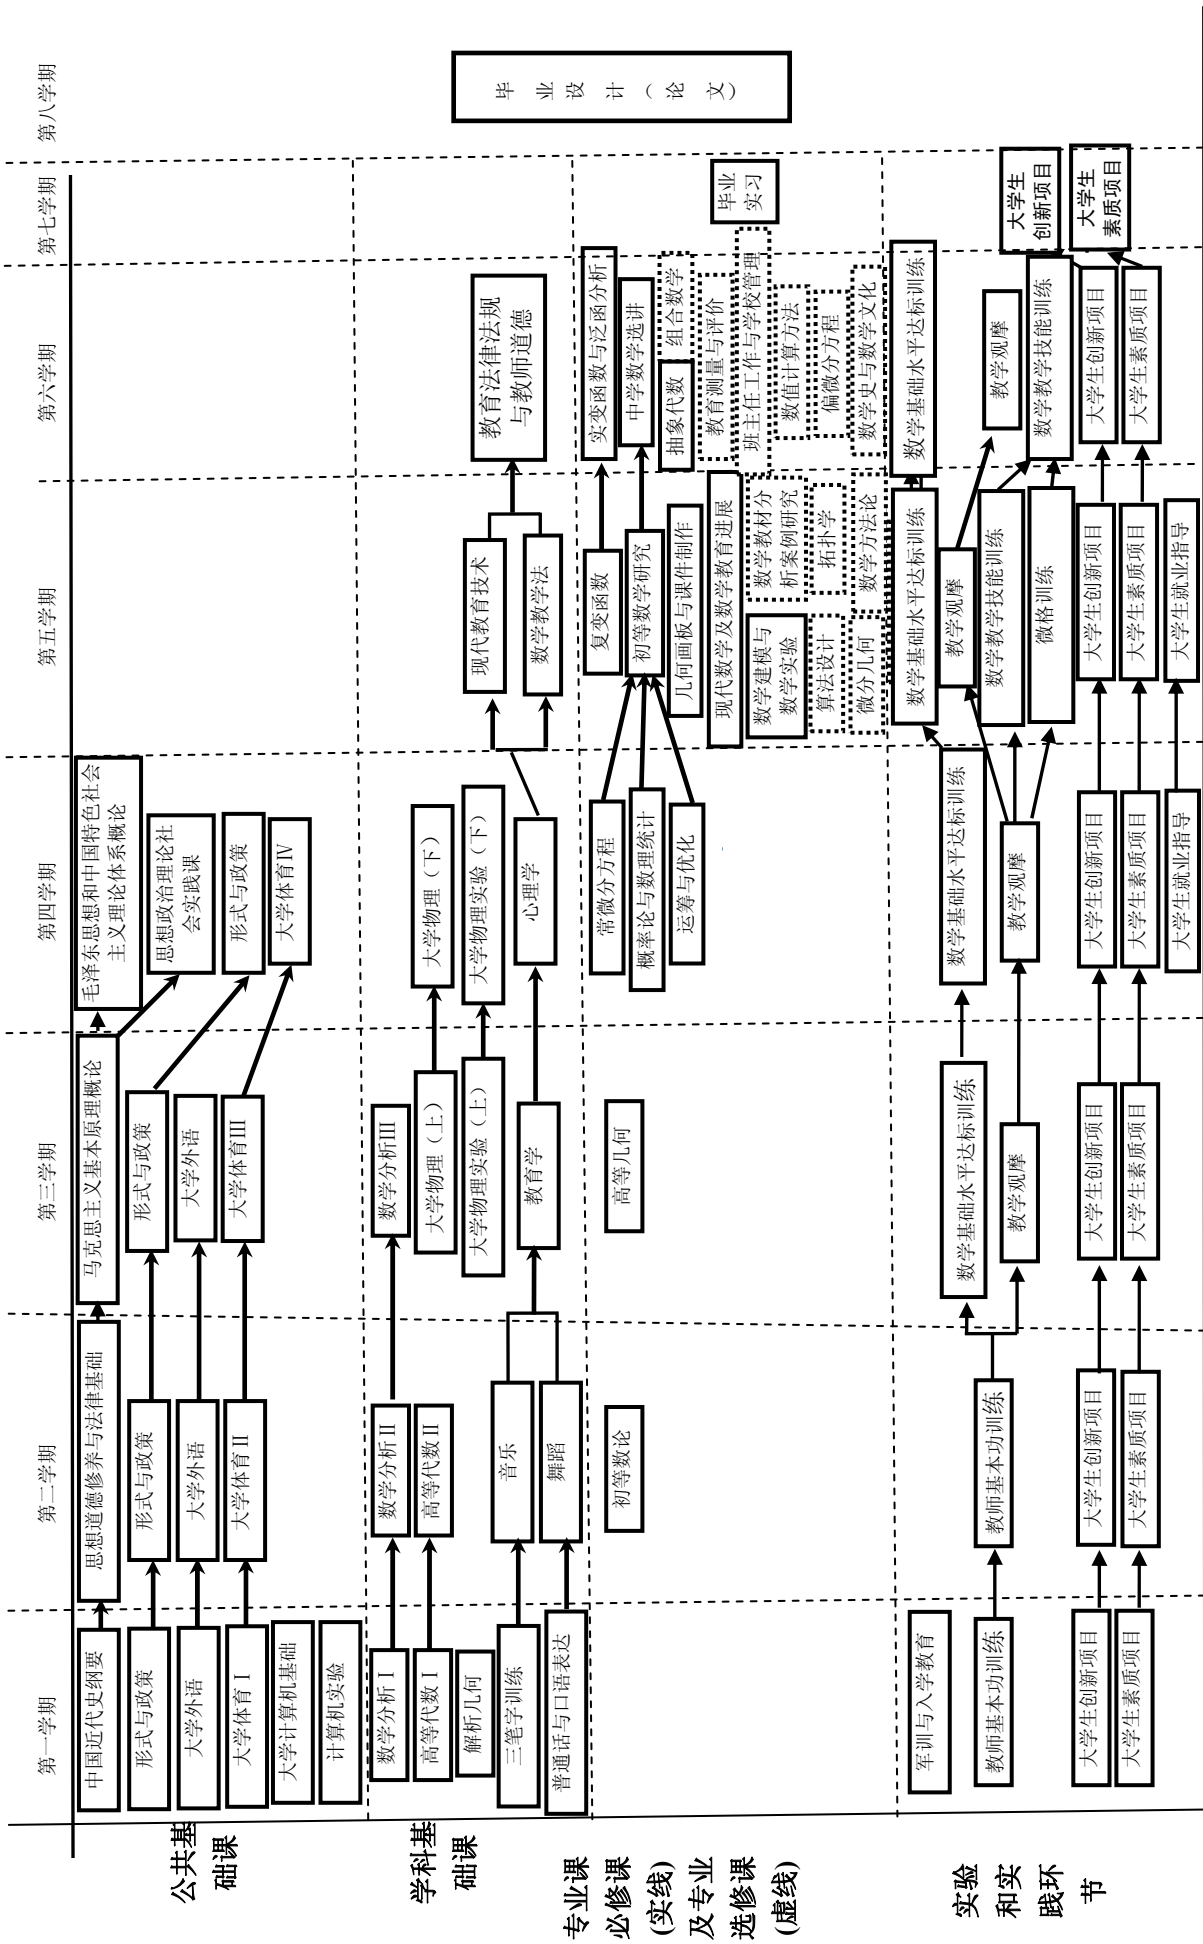 第一学期
第二学期
第三学期
第四学期
第五学期
第六学期
第七学期
第八学期
公共基
础课
中国近代史纲要
思想道德修养与法律基础
马克思主义基本原理概论
毛泽东思想和中国特色社会
主义理论体系概论
形式与政策
形式与政策
形式与政策
思想政治理论社
会实践课
大学外语
大学外语
大学外语
形式与政策
大学体育Ⅰ
大学体育Ⅱ
大学体育Ⅲ
大学体育Ⅳ
大学计算机基础
计算机实验
学科基
础课
数学分析Ⅰ
数学分析Ⅱ
数学分析Ⅲ
高等代数Ⅰ
高等代数Ⅱ
大学物理（上）
大学物理（下）
解析几何
大学物理实验（上）
大学物理实验（下）
现代教育技术
教育法律法规
与教师道德
三笔字训练
音乐
教育学
心理学
数学教学法
普通话与口语表达
舞蹈
专业课
必修课
(实线)
及专业
选修课
(虚线)
初等数论
高等几何
常微分方程
概率论与数理统计
运筹与优化
复变函数
初等数学研究
几何画板与课件制作
现代数学及数学教育进展
数学建模与
数学实验
数学教材分
析案例研究
算法设计
拓扑学
微分几何
数学方法论
实变函数与泛函分析
中学数学选讲
抽象代数
组合数学
教育测量与评价
班主任工作与学校管理
数值计算方法
偏微分方程
数学史与数学文化
毕业
实习
毕业设计（论文）
实验
和实
践环
节
军训与入学教育
教师基本功训练
教师基本功训练
数学基础水平达标训练
数学基础水平达标训练
数学基础水平达标训练
数学基础水平达标训练
教学观摩
教学观摩
教学观摩
教学观摩
数学教学技能训练
数学教学技能训练
微格训练
大学生创新项目
大学生创新项目
大学生创新项目
大学生创新项目
大学生创新项目
大学生创新项目
大学生
创新项目
大学生素质项目
大学生素质项目
大学生素质项目
大学生素质项目
大学生素质项目
大学生素质项目
大学生
素质项目
大学生就业指导
大学生就业指导